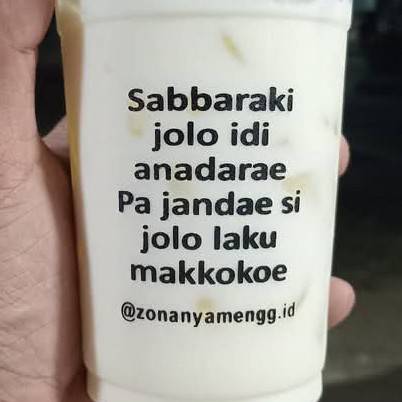 Sabbaraki
jolo idi
anadarae
Pa jandae si
jolo laku
makkokoe
@zonanyamengg.id